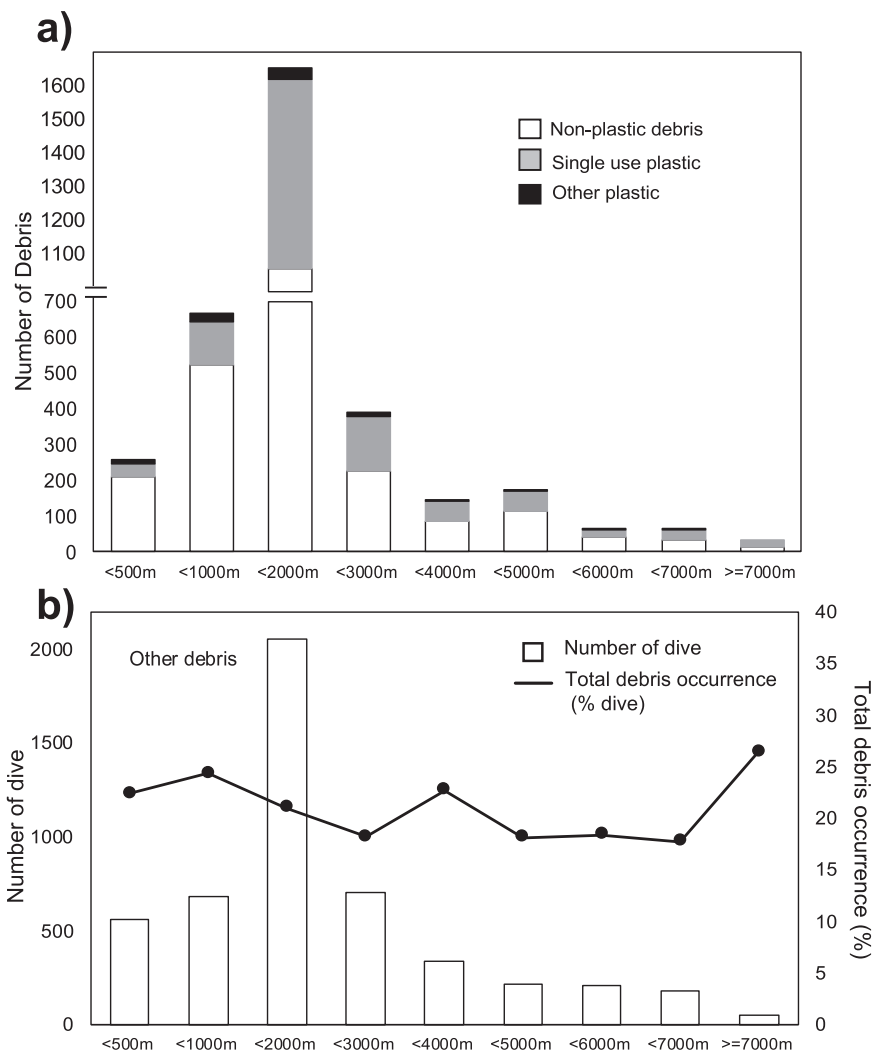 a)
Number of Debris
1600
1500
1400
1300
1200
1100
700
600
500
400
300
200
100
0
Non-plastic debris
Single use plastic
Other plastic
<500m <1000m <2000m <3000m <4000m <5000m <6000m <7000m >=7000m
b)
Number of dive
2000
1500
1000
500
0
Other debris
Number of dive
Total debris occurrence
(% dive)
40
35
30
25
20
15
10
5
0
Total debris
occurrence (%)
<500m <1000m <2000m <3000m <4000m <5000m <6000m <7000m >=7000m